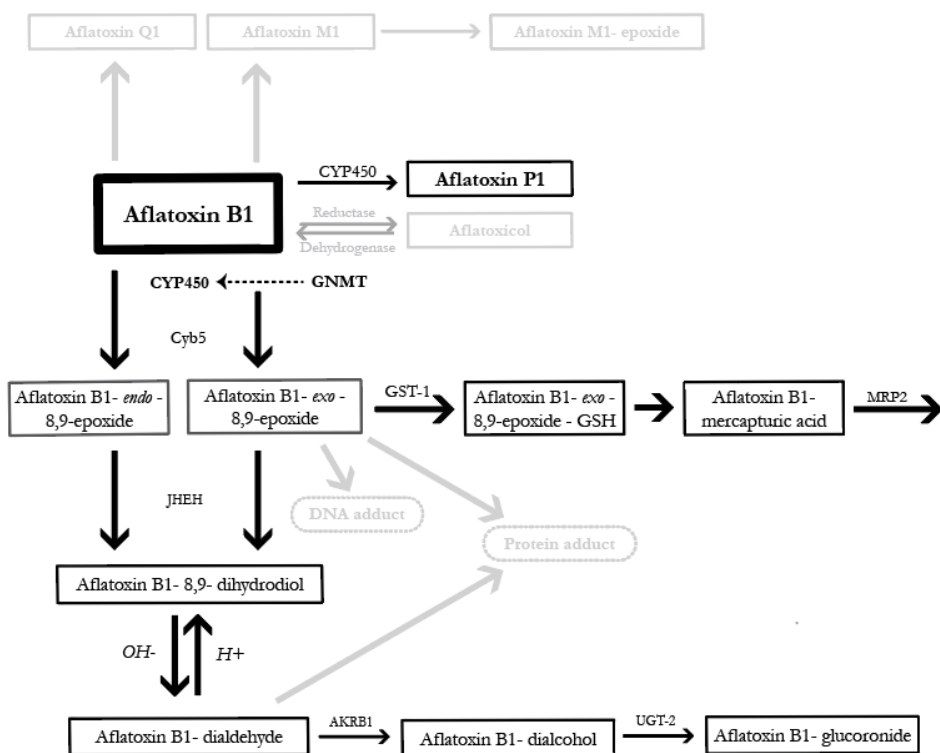 Aflatoxin Q1
Aflatoxin M1
Aflatoxin M1- epoxide
CYP450
Aflatoxin P1
Aflatoxin B1
Reductase
Dehydrogenase
Aflatoxicol
CYP450
GNMT
Cyb5
Aflatoxin B1- endo -
8,9-epoxide
Aflatoxin B1- exo -
8,9-epoxide
GST-1
Aflatoxin B1- exo -
8,9-epoxide - GSH
Aflatoxin B1-
mercapturic acid
MRP2
JHEH
DNA adduct
Protein adduct
Aflatoxin B1- 8,9- dihydrodiol
OH-
H+
Aflatoxin B1- dialdehyde
AKRB1
Aflatoxin B1- dialcohol
UGT-2
Aflatoxin B1- glucoronide